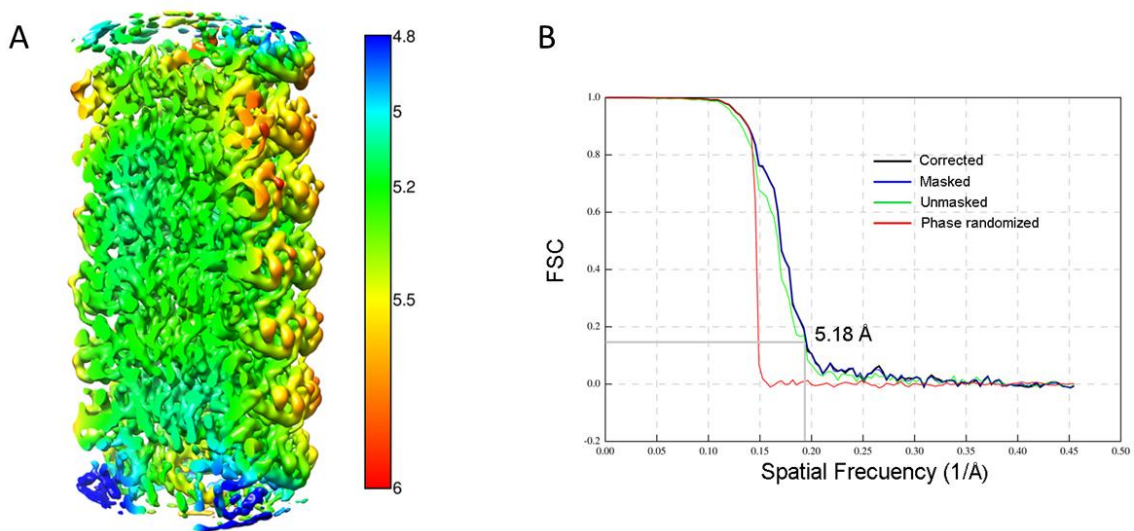 A
4.8
5
5.2
5.5
6
B
FSC
1.0
0.8
0.6
0.4
0.2
0.0
-0.2
Corrected
Masked
Unmasked
Phase randomized
5.18 Å
0.00 0.05 0.10 0.15 0.20 0.25 0.30 0.35 0.40 0.45 0.50
Spatial Frecuency (1/Å)